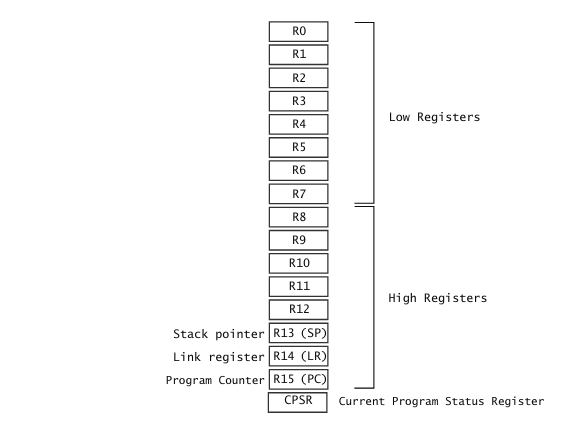 R0
R1
R2
R3
R4
Low Registers
R5
R6
R7
R8
R9
R10
R11
High Registers
R12
Stack pointer R13 (SP)
Link register R14 (LR)
Program Counter R15 (PC)
CPSR Current Program Status Register